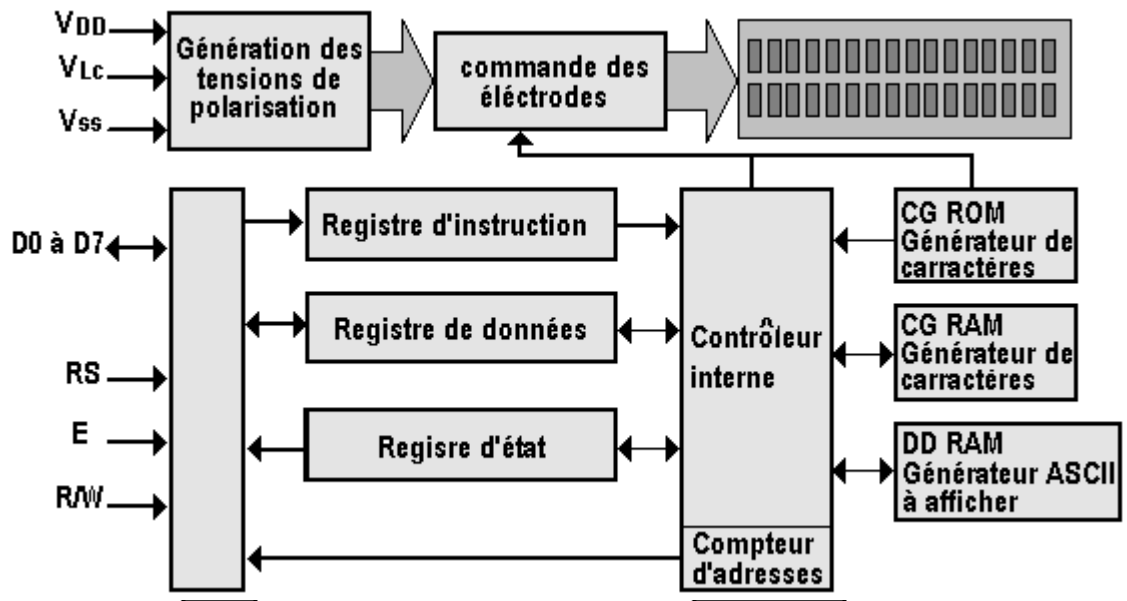 VDD
VLc
Vss
Génération des
tensions de
polarisation
commande des
éléctrodes
D0 à D7
RS
E
R/W
Registre d'instruction
Registre de données
Regisre d'état
Contrôleur
interne
Compteur
d'adresses
CG ROM
Générateur de
carractéres
CG RAM
Générateur de
carractéres
DD RAM
Générateur ASCII
à afficher